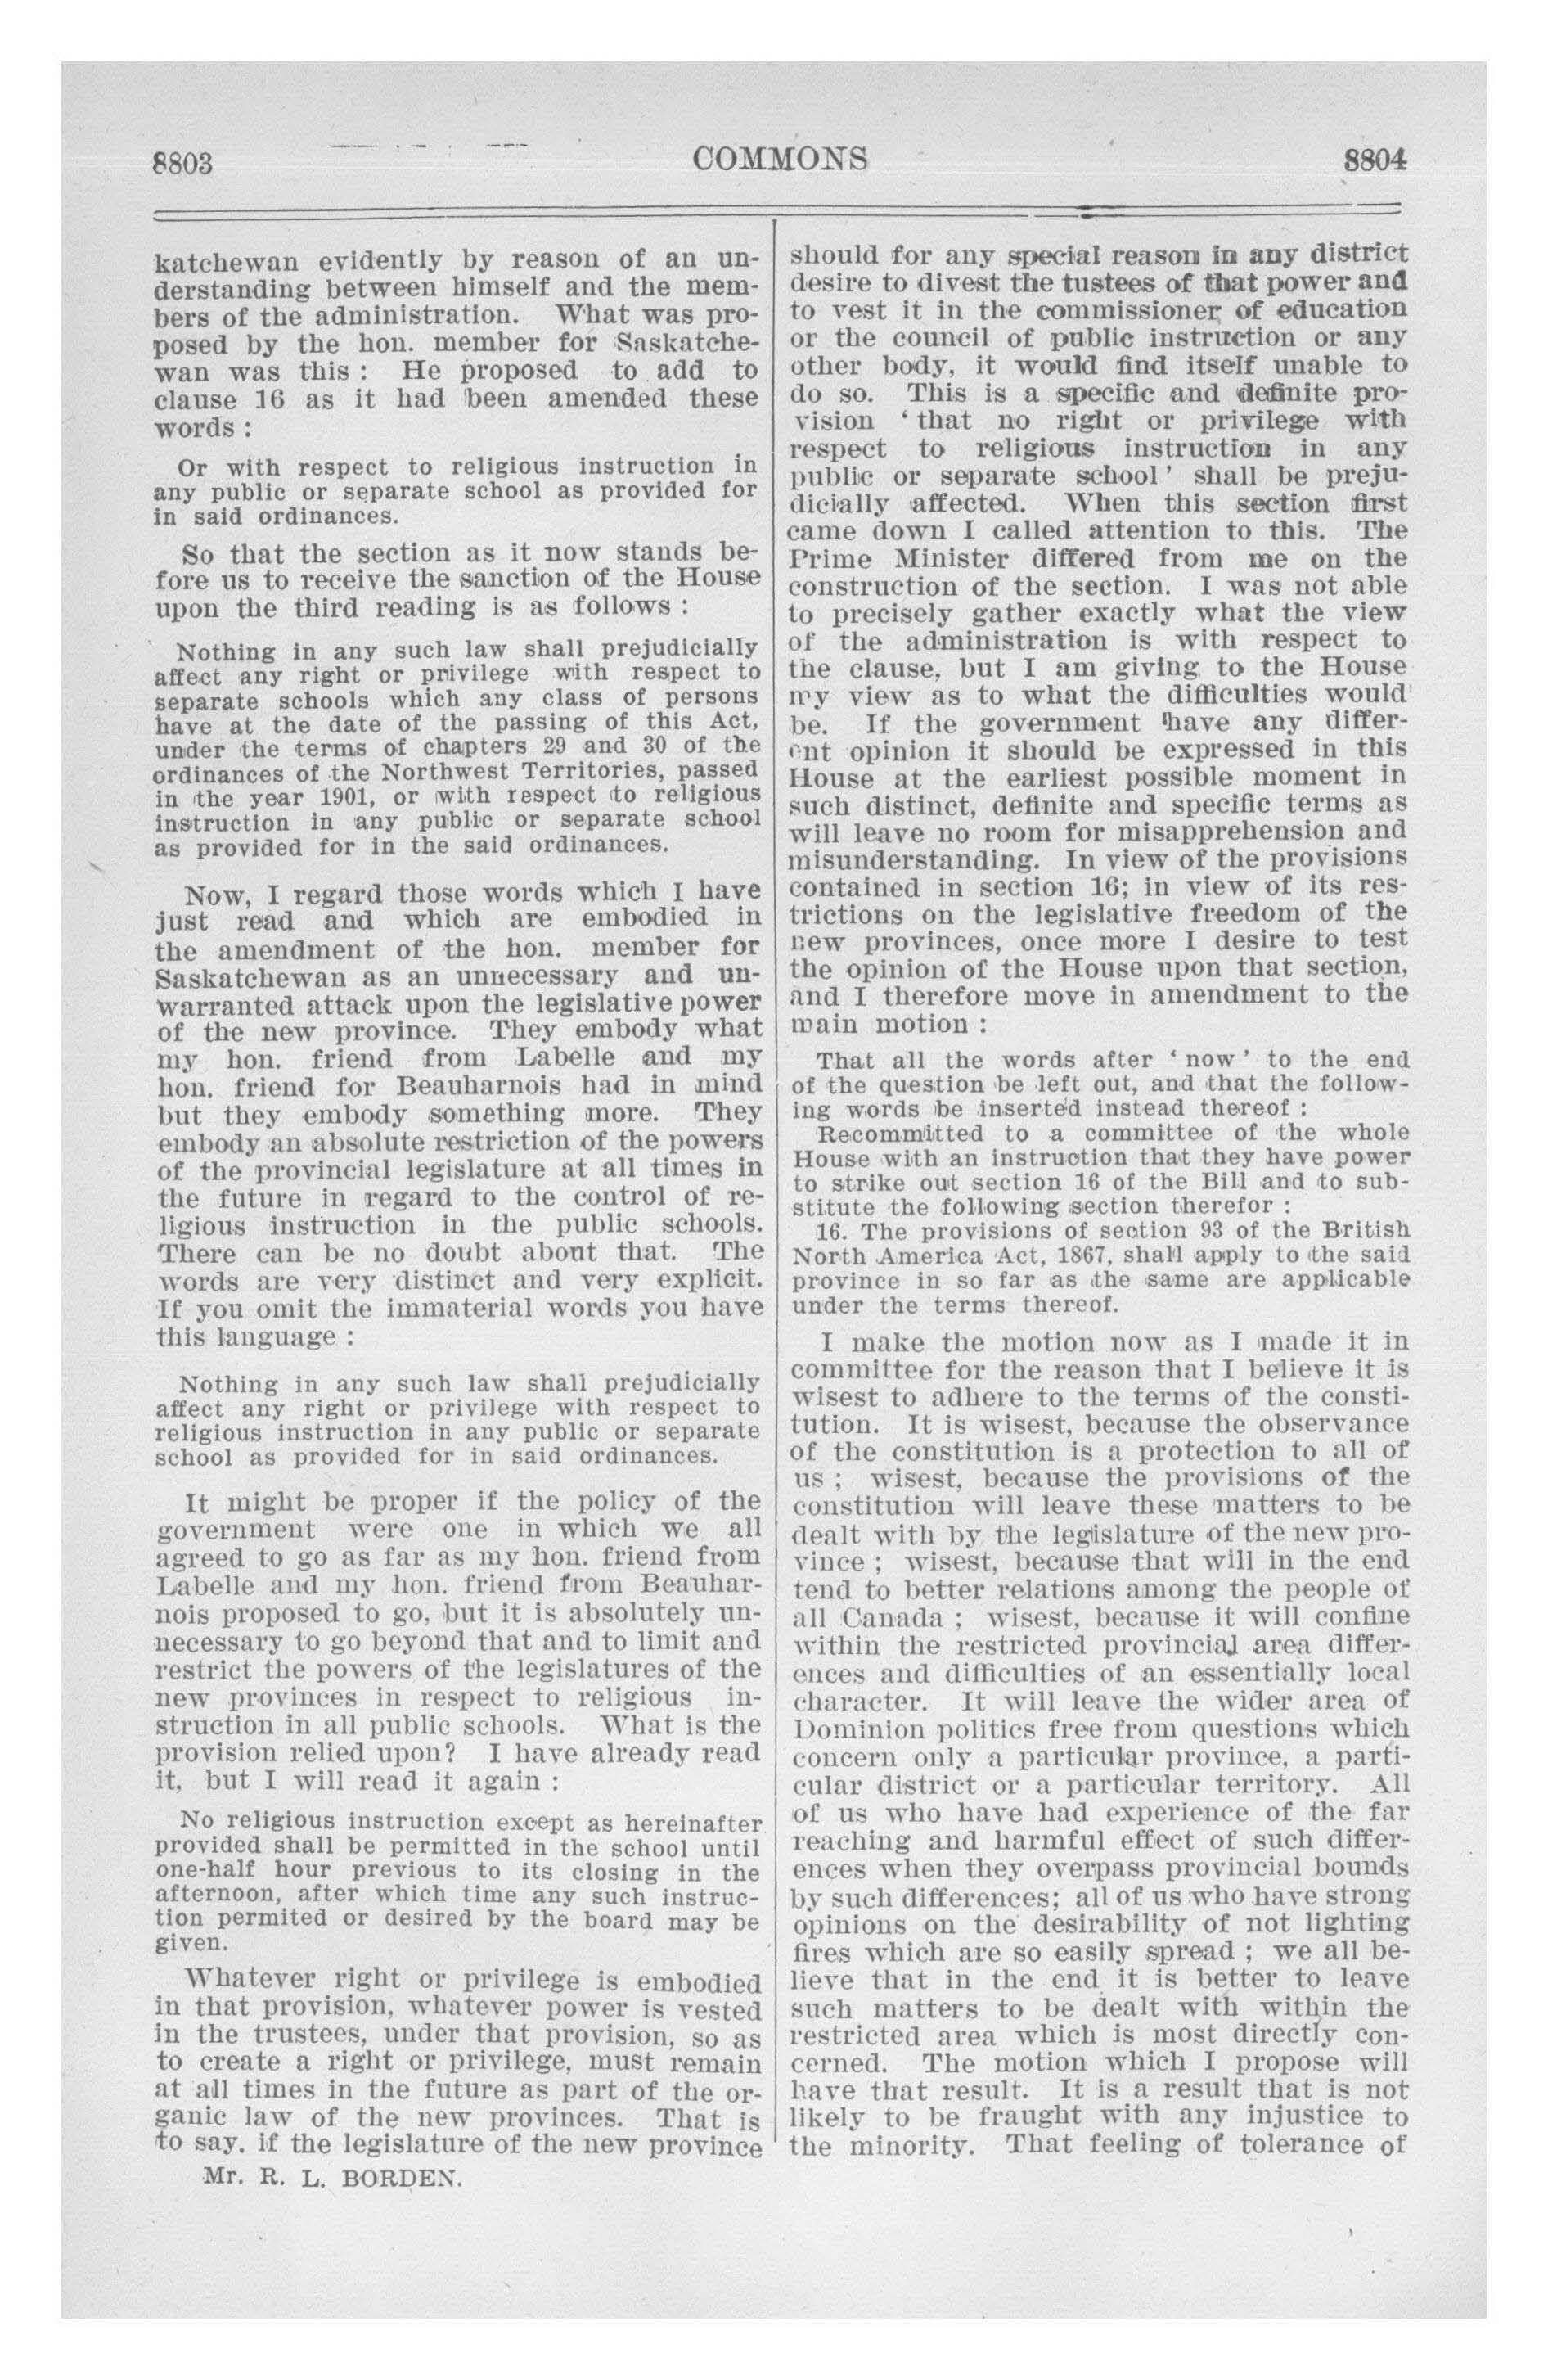 8803
COMMONS
8804
katchewan evidently by reason of an un-
derstanding between himself and the mem-
bers of the administration. What was pro-
posed by the hon. member for Saskatche-
wan was this : He proposed to add to
clause 16 as it had been amended these
words :
Or with respect to religious instruction in
any public or separate school as provided for
in said ordinances.
So that the section as it now stands be-
fore us to receive the sanction of the House
upon the third reading is as follows :
Nothing in any such law shall prejudicially
affect any right or privilege with respect to
separate schools which any class of persons
have at the date of the passing of this Act,
under the terms of chapters 29 and 30 of the
ordinances of the Northwest Territories, passed
in the year 1901, or with respect to religious
instruction in any public or separate school
as provided for in the said ordinances.
Now, I regard those words which I have
just read and which are embodied in
the amendment of the hon. member for
Saskatchewan as an unnecessary and un-
warranted attack upon the legislative power
of the new province. They embody what
my hon. friend from Labelle and my
hon. friend for Beauharnois had in mind
but they embody something more. They
embody an absolute restriction of the powers
of the provincial legislature at all times in
the future in regard to the control of re-
ligious instruction in the public schools.
There can be no doubt about that. The
words are very distinct and very explicit.
If you omit the immaterial words you have
this language :
Nothing in any such law shall prejudicially
affect any right or privilege with respect to
religious instruction in any public or separate
school as provided for in said ordinances.
It might be proper if the policy of the
government were one in which we all
agreed to go as far as my hon. friend from
Labelle and my hon. friend from Beauhar-
nois proposed to go, but it is absolutely un-
necessary to go beyond that and to limit and
restrict the powers of the legislatures of the
new provinces in respect to religious in-
struction in all public schools. What is the
provision relied upon? I have already read
it, but I will read it again :
No religious instruction except as hereinafter
provided shall be permitted in the school until
one-half hour previous to its closing in the
afternoon, after which time any such instruc-
tion permited or desired by the board may be
given.
Whatever right or privilege is embodied
in that provision, whatever power is vested
in the trustees, under that provision, so as
to create a right or privilege, must remain
at all times in the future as part of the or-
ganic law of the new provinces. That is
to say, if the legislature of the new province
Mr. R. L. BORDEN.
should for any special reason in any district
desire to divest the tustees of that power and
to vest it in the commissioner of education
or the council of public instruction or any
other body, it would find itself unable to
do so. This is a specific and definite pro-
vision ‘ that no right or privilege with
respect to religious instruction in any
public or separate school ’ shall be preju-
dicially affected. When this section first
came down I called attention to this. The
Prime Minister differed from me on the
construction of the section. I was not able
to precisely gather exactly what the view
of the administration is with respect to
the clause, but I am giving to the House
my view as to what the difficulties would
be. If the government have any differ-
ent opinion it should be expressed in this
House at the earliest possible moment in
such distinct, definite and specific terms as
will leave no room for misapprehension and
misunderstanding. In view of the provisions
contained in section 16; in view of its res-
trictions on the legislative freedom of the
new provinces, once more I desire to test
the opinion of the House upon that section,
and I therefore move in amendment to the
main motion :
That all the words after ‘ now ’ to the end
of the question be left out, and that the follow-
ing words be inserted instead thereof :
Recommitted to a committee of the whole
House with an instruction that they have power
to strike out section 16 of the Bill and to sub-
stitute the following section therefor :
16. The provisions of section 93 of the British
North America Act, 1867, shall apply to the said
province in so far as the same are applicable
under the terms thereof.
I make the motion now as I made it in
committee for the reason that I believe it is
wisest to adhere to the terms of the consti-
tution. It is wisest, because the observance
of the constitution is a protection to all of
us ; wisest, because the provisions of the
constitution will leave these matters to be
dealt with by the legislature of the new pro-
vince ; wisest, because that will in the end
tend to better relations among the people of
all Canada ; wisest, because it will confine
within the restricted provincial area differ-
ences and difficulties of an essentially local
character. It will leave the wider area of
Dominion politics free from questions which
concern only a particular province, a parti-
cular district or a particular territory. All
of us who have had experience of the far
reaching and harmful effect of such differ-
ences when they overpass provincial bounds
by such differences; all of us who have strong
opinions on the desirability of not lighting
fires which are so easily spread ; we all be-
lieve that in the end it is better to leave
such matters to be dealt with within the
restricted area which is most directly con-
cerned. The motion which I propose will
have that result. It is a result that is not
likely to be fraught with any injustice to
the minority. That feeling of tolerance of